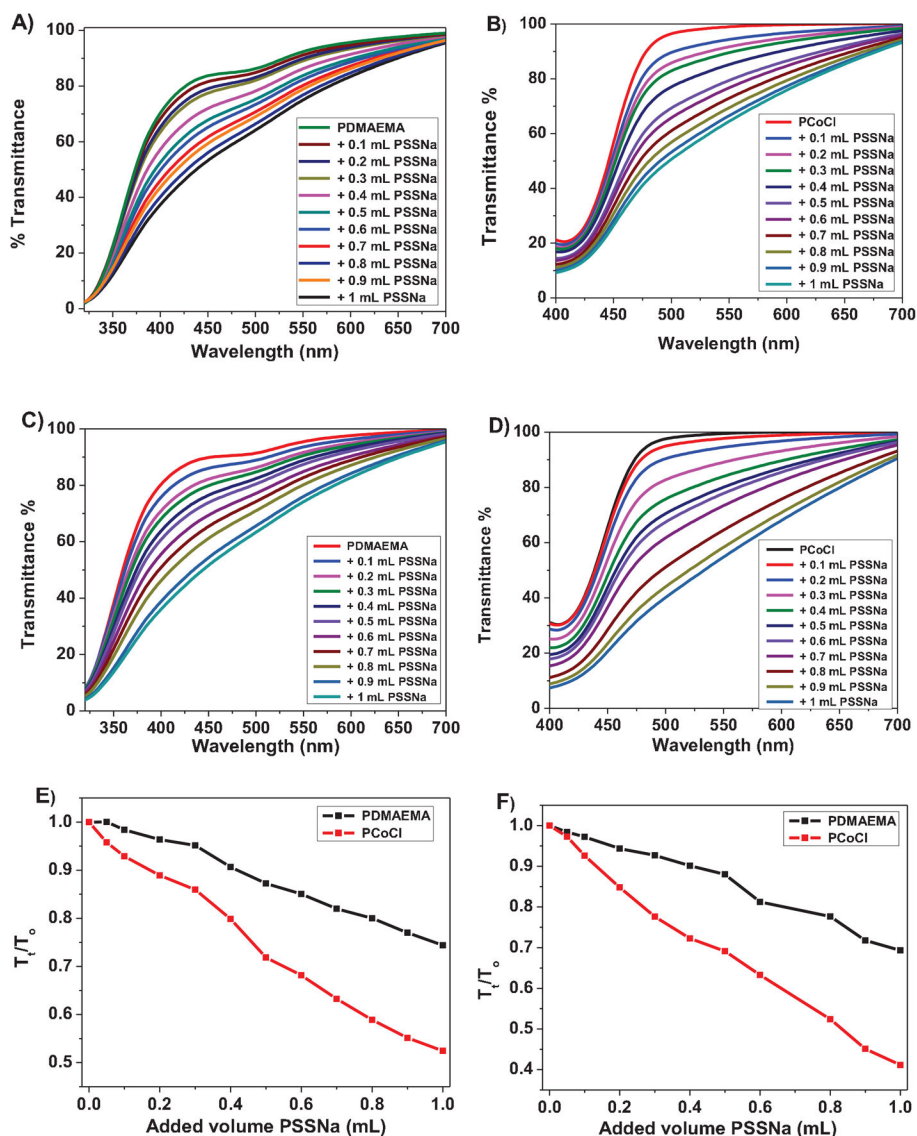 A)
% Transmittance
100
80
60
40
20
0
PDMAEMA
+ 0.1 mL PSSNa
+ 0.2 mL PSSNa
+ 0.3 mL PSSNa
+ 0.4 mL PSSNa
+ 0.5 mL PSSNa
+ 0.6 mL PSSNa
+ 0.7 mL PSSNa
+ 0.8 mL PSSNa
+ 0.9 mL PSSNa
+ 1 mL PSSNa
350 400 450 500 550 600 650 700
Wavelength (nm)
B)
Transmittance %
100
80
60
40
20
0
PCoCl
+ 0.1 mL PSSNa
+ 0.2 mL PSSNa
+ 0.3 mL PSSNa
+ 0.4 mL PSSNa
+ 0.5 mL PSSNa
+ 0.6 mL PSSNa
+ 0.7 mL PSSNa
+ 0.8 mL PSSNa
+ 0.9 mL PSSNa
+ 1 mL PSSNa
400 450 500 550 600 650 700
Wavelength (nm)
C)
Transmittance %
100
80
60
40
20
0
PDMAEMA
+ 0.1 mL PSSNa
+ 0.2 mL PSSNa
+ 0.3 mL PSSNa
+ 0.4 mL PSSNa
+ 0.5 mL PSSNa
+ 0.6 mL PSSNa
+ 0.7 mL PSSNa
+ 0.8 mL PSSNa
+ 0.9 mL PSSNa
+ 1 mL PSSNa
350 400 450 500 550 600 650 700
Wavelength (nm)
D)
Transmittance %
100
80
60
40
20
0
PCoCl
+ 0.1 mL PSSNa
+ 0.2 mL PSSNa
+ 0.3 mL PSSNa
+ 0.4 mL PSSNa
+ 0.5 mL PSSNa
+ 0.6 mL PSSNa
+ 0.7 mL PSSNa
+ 0.8 mL PSSNa
+ 0.9 mL PSSNa
+ 1 mL PSSNa
400 450 500 550 600 650 700
Wavelength (nm)
E)
Tt/To
1.0
0.9
0.8
0.7
0.6
0.5
PDMAEMA
PCoCl
0.0 0.2 0.4 0.6 0.8 1.0
Added volume PSSNa (mL)
F)
Tt/To
1.0
0.9
0.8
0.7
0.6
0.5
0.4
PDMAEMA
PCoCl
0.0 0.2 0.4 0.6 0.8 1.0
Added volume PSSNa (mL)